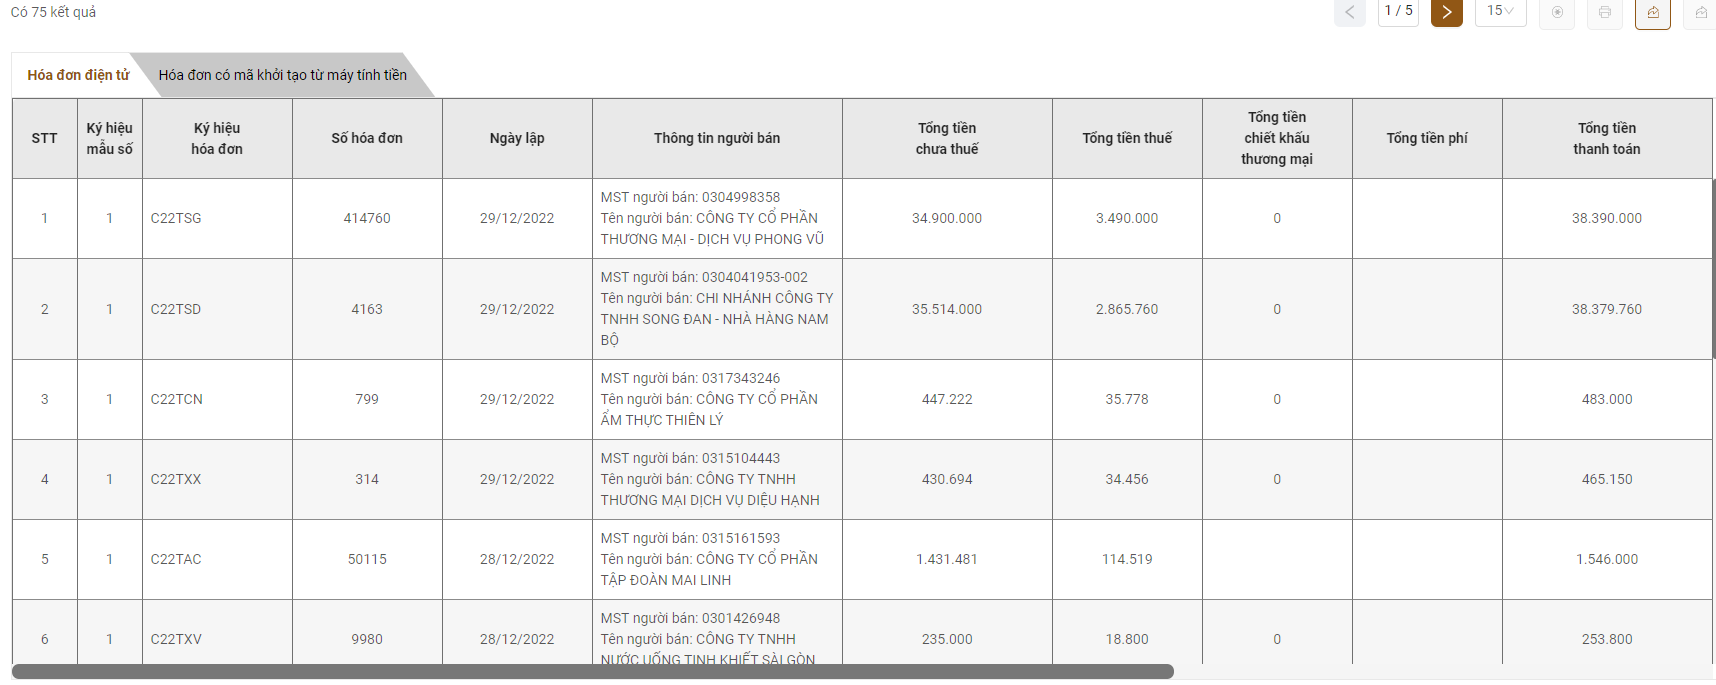 Có 75 kết quả
1 / 5
15
Hóa đơn điện tử
Hóa đơn có mã khởi tạo từ máy tính tiền
STT
Ký hiệu
mẫu số
Ký hiệu
hóa đơn
Số hóa đơn
Ngày lập
Thông tin người bán
Tổng tiền
chưa thuế
Tổng tiền thuế
Tổng tiền
chiết khấu
thương mại
Tổng tiền phí
Tổng tiền
thanh toán
1
1
C22TSG
414760
29/12/2022
MST người bán: 0304998358
Tên người bán: CÔNG TY CỔ PHẦN
THƯƠNG MẠI - DỊCH VỤ PHONG VŨ
34.900.000
3.490.000
0
38.390.000
2
1
C22TSD
4163
29/12/2022
MST người bán: 0304041953-002
Tên người bán: CHI NHÁNH CÔNG TY
TNHH SONG ĐAN - NHÀ HÀNG NAM
BỘ
35.514.000
2.865.760
0
38.379.760
3
1
C22TCN
799
29/12/2022
MST người bán: 0317343246
Tên người bán: CÔNG TY CỔ PHẦN
ẨM THỰC THIÊN LÝ
447.222
35.778
0
483.000
4
1
C22TXX
314
29/12/2022
MST người bán: 0315104443
Tên người bán: CÔNG TY TNHH
THƯƠNG MẠI DỊCH VỤ DIỆU HẠNH
430.694
34.456
0
465.150
5
1
C22TAC
50115
28/12/2022
MST người bán: 0315161593
Tên người bán: CÔNG TY CỔ PHẦN
TẬP ĐOÀN MAI LINH
1.431.481
114.519
1.546.000
6
1
C22TXV
9980
28/12/2022
MST người bán: 0301426948
Tên người bán: CÔNG TY TNHH
NƯỚC UỐNG TINH KHIẾT SÀI GÒN
235.000
18.800
0
253.800